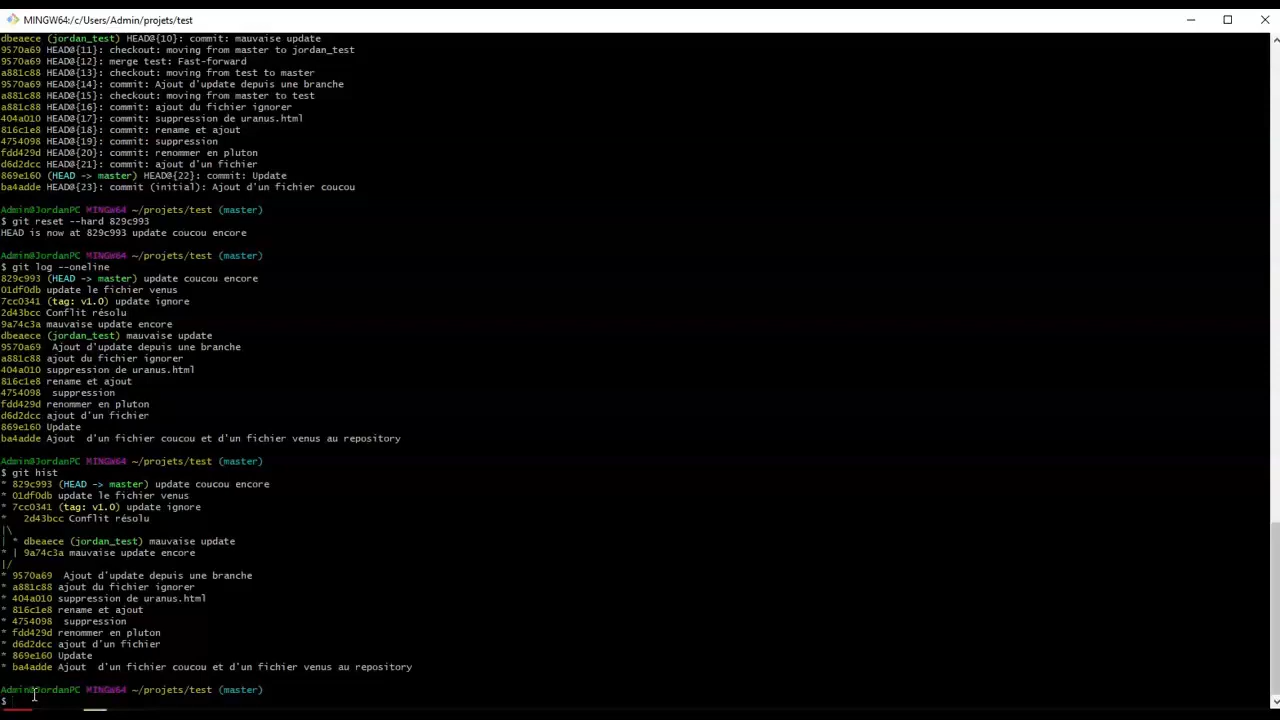 MINGW64:/c/Users/Admin/projets/test
dbeaece (jordan_test) HEAD@{10}: commit: mauvaise update
9570a69 HEAD@{11}: checkout: moving from master to jordan_test
9570a69 HEAD@{12}: merge test: Fast-forward
a881c88 HEAD@{13}: checkout: moving from test to master
9570a69 HEAD@{14}: commit: Ajout d'update depuis une branche
a881c88 HEAD@{15}: checkout: moving from master to test
a881c88 HEAD@{16}: commit: ajout du fichier ignorer
404a010 HEAD@{17}: commit: suppression de uranus.html
816c1e8 HEAD@{18}: commit: rename et ajout
4754098 HEAD@{19}: commit: suppression
fdd429d HEAD@{20}: commit: renommer en pluton
d6d2dcc HEAD@{21}: commit: ajout d'un fichier
869e160 (HEAD -> master) HEAD@{22}: commit: Update
ba4adde HEAD@{23}: commit (initial): Ajout d'un fichier coucou
Admin@JordanPC MINGW64 ~/projets/test (master)
$ git reset --hard 829c993
HEAD is now at 829c993 update coucou encore
Admin@JordanPC MINGW64 ~/projets/test (master)
$ git log --oneline
829c993 (HEAD -> master) update coucou encore
01df0db update le fichier venus
7cc0341 (tag: v1.0) update ignore
2d43bcc Conflit résolu
9a74c3a mauvaise update encore
dbeaece (jordan_test) mauvaise update
9570a69  Ajout d'update depuis une branche
a881c88 ajout du fichier ignorer
404a010 suppression de uranus.html
816c1e8 rename et ajout
4754098  suppression
fdd429d renommer en pluton
d6d2dcc ajout d'un fichier
869e160 Update
ba4adde Ajout  d'un fichier coucou et d'un fichier venus au repository
Admin@JordanPC MINGW64 ~/projets/test (master)
$ git hist
* 829c993 (HEAD -> master) update coucou encore
* 01df0db update le fichier venus
* 7cc0341 (tag: v1.0) update ignore
*   2d43bcc Conflit résolu
|\
| * dbeaece (jordan_test) mauvaise update
* | 9a74c3a mauvaise update encore
|/
* 9570a69  Ajout d'update depuis une branche
* a881c88 ajout du fichier ignorer
* 404a010 suppression de uranus.html
* 816c1e8 rename et ajout
* 4754098  suppression
* fdd429d renommer en pluton
* d6d2dcc ajout d'un fichier
* 869e160 Update
* ba4adde Ajout  d'un fichier coucou et d'un fichier venus au repository
Admin@JordanPC MINGW64 ~/projets/test (master)
$